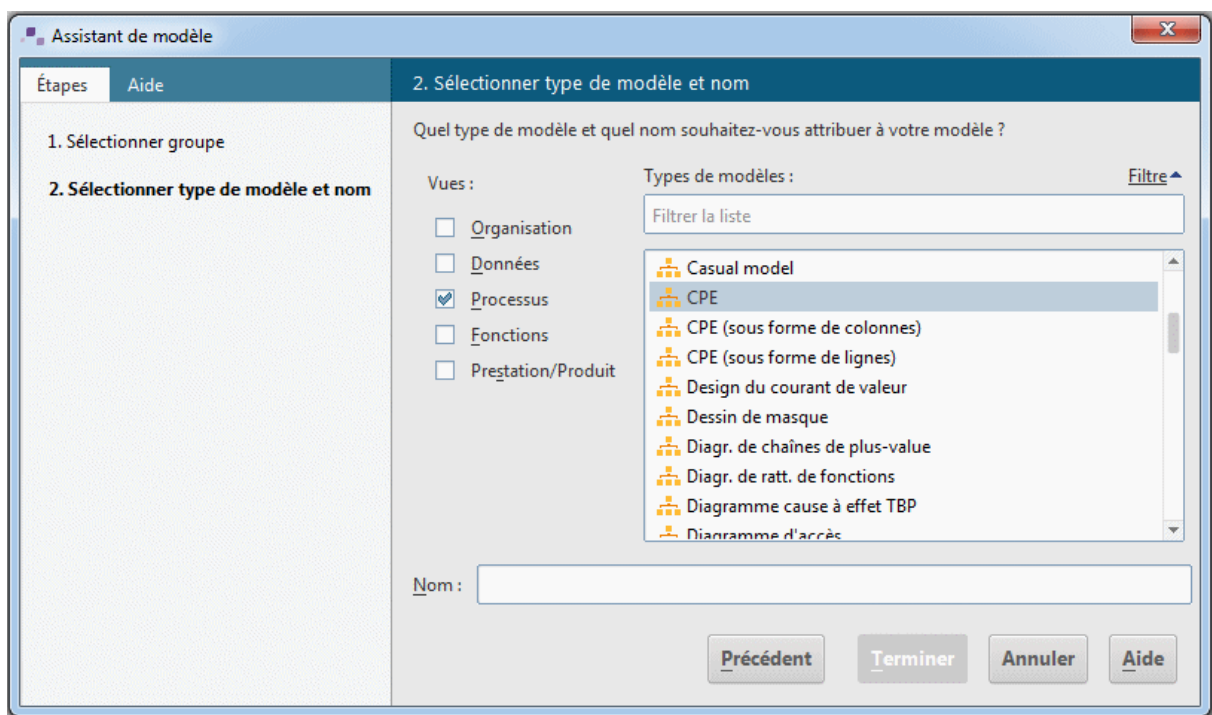 Assistant de modèle
Étapes
Aide
1. Sélectionner groupe
2. Sélectionner type de modèle et nom
2. Sélectionner type de modèle et nom
Quel type de modèle et quel nom souhaitez-vous attribuer à votre modèle ?
Vues :
Organisation
Données
Processus
Fonctions
Prestation/Produit
Types de modèles :
Filtre
Filtrer la liste
Casual model
CPE
CPE (sous forme de colonnes)
CPE (sous forme de lignes)
Design du courant de valeur
Dessin de masque
Diagr. de chaînes de plus-value
Diagr. de ratt. de fonctions
Diagramme cause à effet TBP
Diagramme d'accès
Nom :
Précédent
Terminer
Annuler
Aide